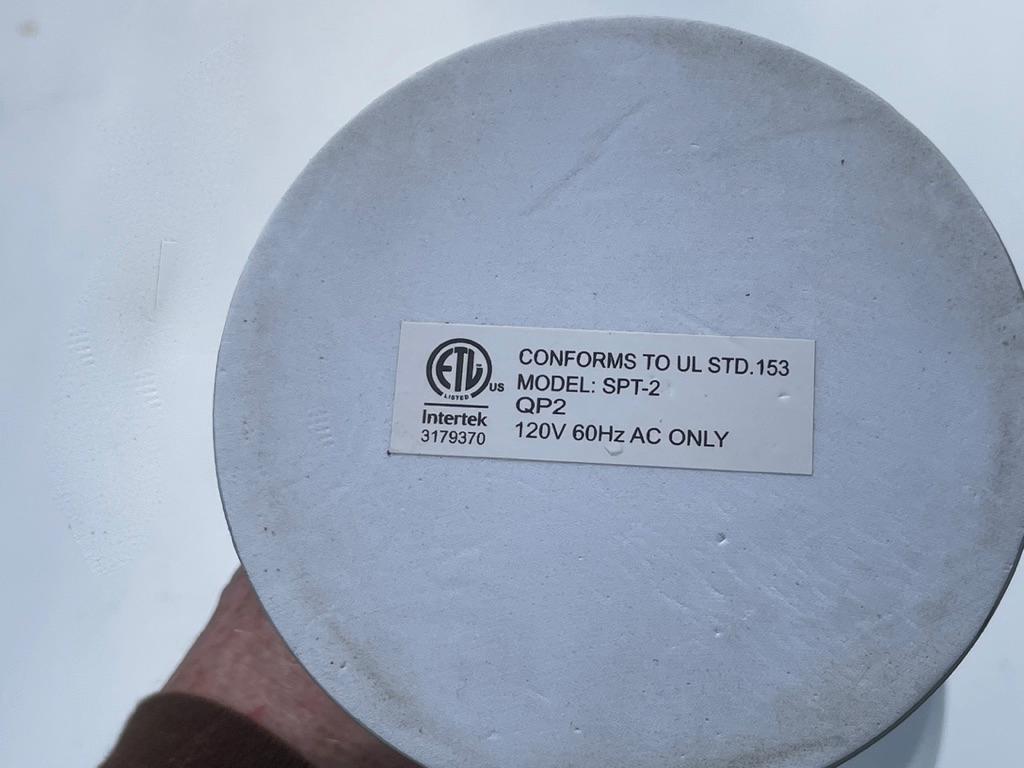 ETL
LISTED
US
Intertek
3179370
CONFORMS TO UL STD.153
MODEL: SPT-2
QP2
120V 60Hz AC ONLY